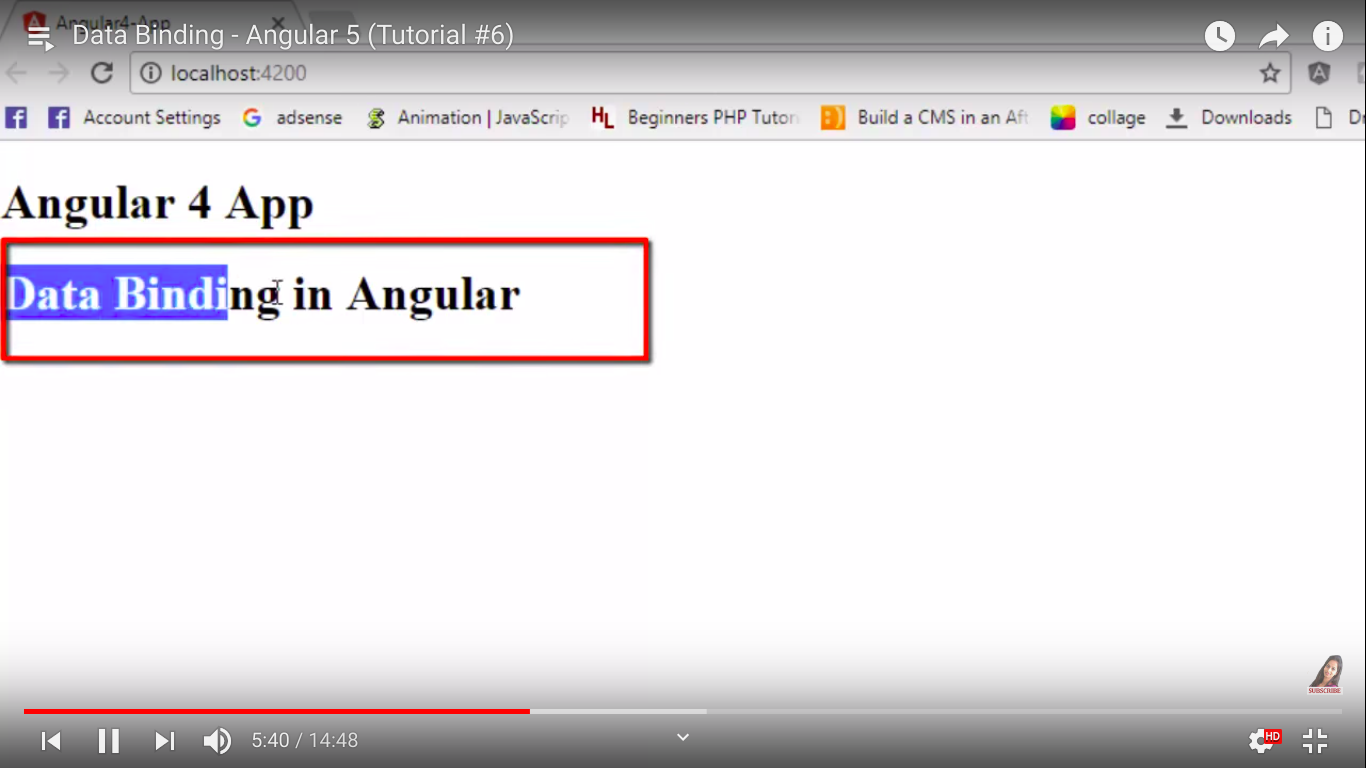 Angular4-App
Data Binding - Angular 5 (Tutorial #6)
localhost:4200
Account Settings
adsense
Animation | JavaScrip
HL
Beginners PHP Tutor
Build a CMS in an Aft
collage
Downloads
Dr
Angular 4 App
Data Binding in Angular
SUBSCRIBE
5:40 / 14:48
HD